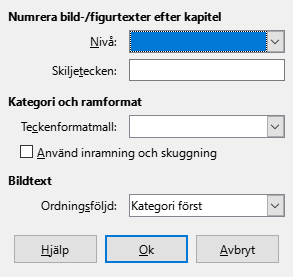 Numrera bild-/figurtexter efter kapitel
Nivå:
Skiljetecken:
Kategori och ramformat
Teckenformatmall:
Använd inramning och skuggning
Bildtext
Ordningsföljd: Kategori först
Hjälp Ok Avbryt